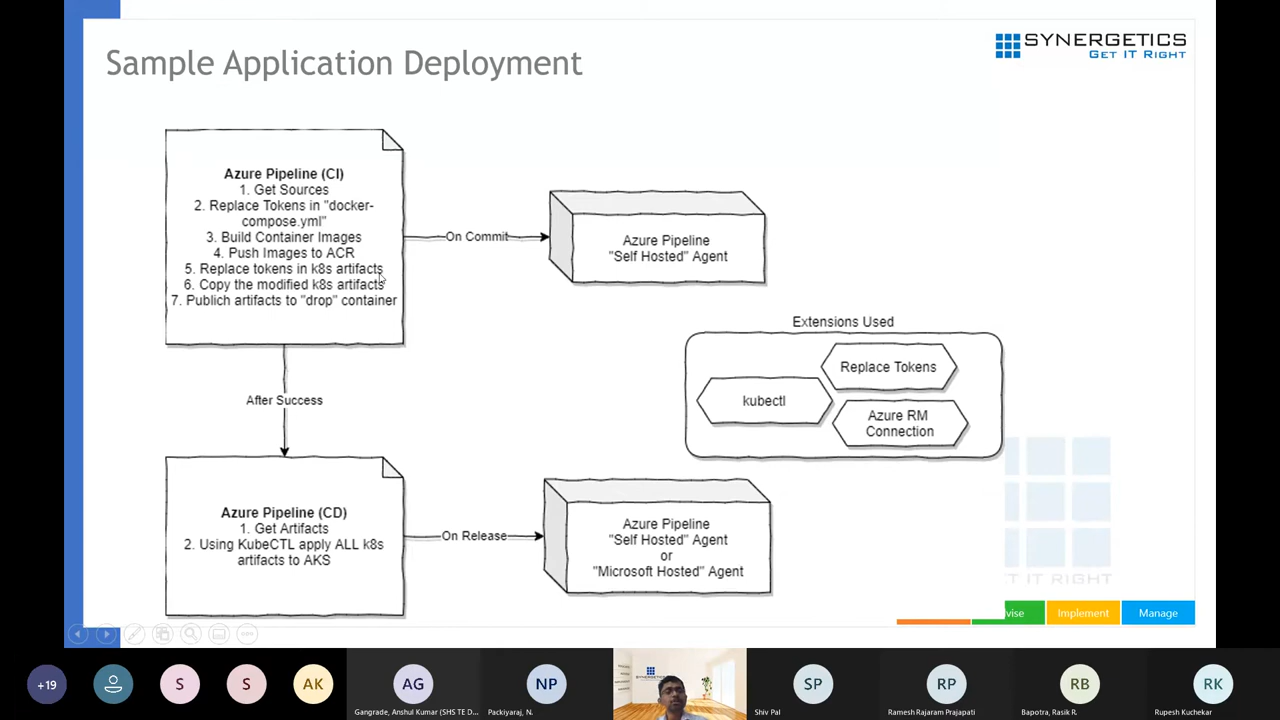 Sample Application Deployment
SYNERGETICS
GET IT RIGHT
Azure Pipeline (CI)
1. Get Sources
2. Replace Tokens in "docker-
compose.yml"
3. Build Container Images
4. Push Images to ACR
5. Replace tokens in k8s artifacts
6. Copy the modified k8s artifacts
7. Publish artifacts to "drop" container
On Commit
Azure Pipeline
"Self Hosted" Agent
Extensions Used
Replace Tokens
kubectl
Azure RM
Connection
After Success
Azure Pipeline (CD)
1. Get Artifacts
2. Using KubeCTL apply ALL k8s
artifacts to AKS
On Release
Azure Pipeline
"Self Hosted" Agent
or
"Microsoft Hosted" Agent
ET IT RIGHT
vise
Implement
Manage
+19
S
S
AK
AG
NP
SP
RP
RB
RK
Gangrade, Anshul Kumar (SHS TE D...
Packiyaraj, N.
SYNERGETICS
Shiv Pal
Ramesh Rajaram Prajapati
Bapotra, Rasik R.
Rupesh Kuchekar